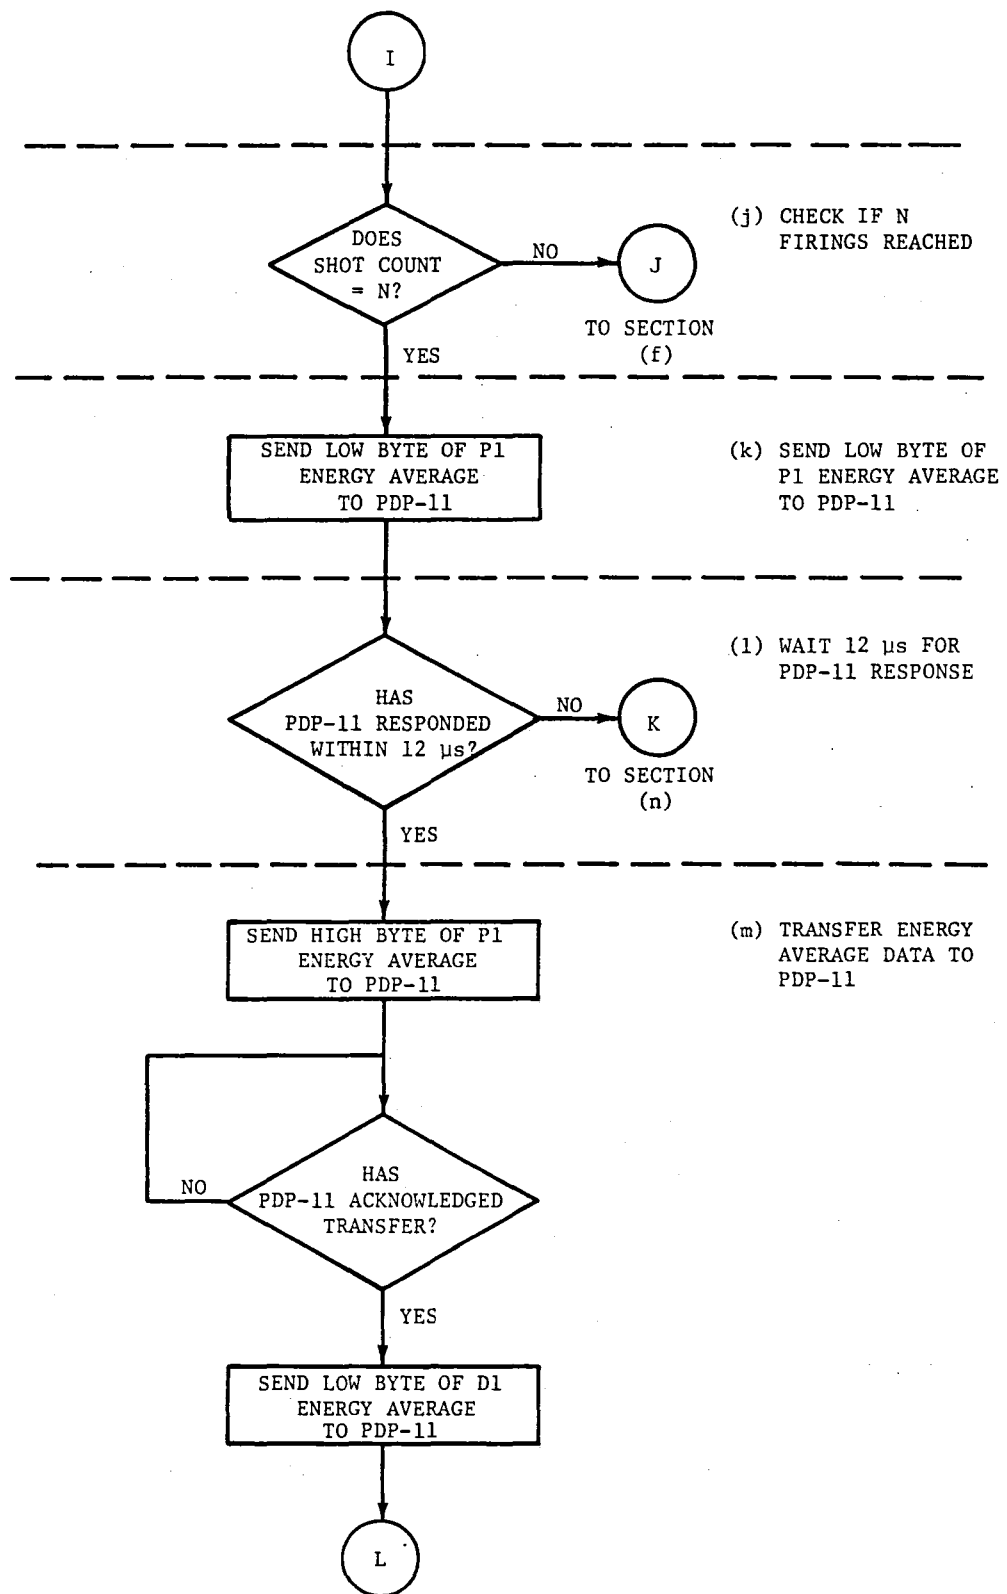 I
(j) CHECK IF N
FIRINGS REACHED
DOES
SHOT COUNT
= N?
NO
J
TO SECTION
(f)
YES
SEND LOW BYTE OF P1
ENERGY AVERAGE
TO PDP-11
(k) SEND LOW BYTE OF
P1 ENERGY AVERAGE
TO PDP-11
(l) WAIT 12 µs FOR
PDP-11 RESPONSE
HAS
PDP-11 RESPONDED
WITHIN 12 µs?
NO
K
TO SECTION
(n)
YES
SEND HIGH BYTE OF P1
ENERGY AVERAGE
TO PDP-11
(m) TRANSFER ENERGY
AVERAGE DATA TO
PDP-11
HAS
PDP-11 ACKNOWLEDGED
TRANSFER?
NO
YES
SEND LOW BYTE OF D1
ENERGY AVERAGE
TO PDP-11
L